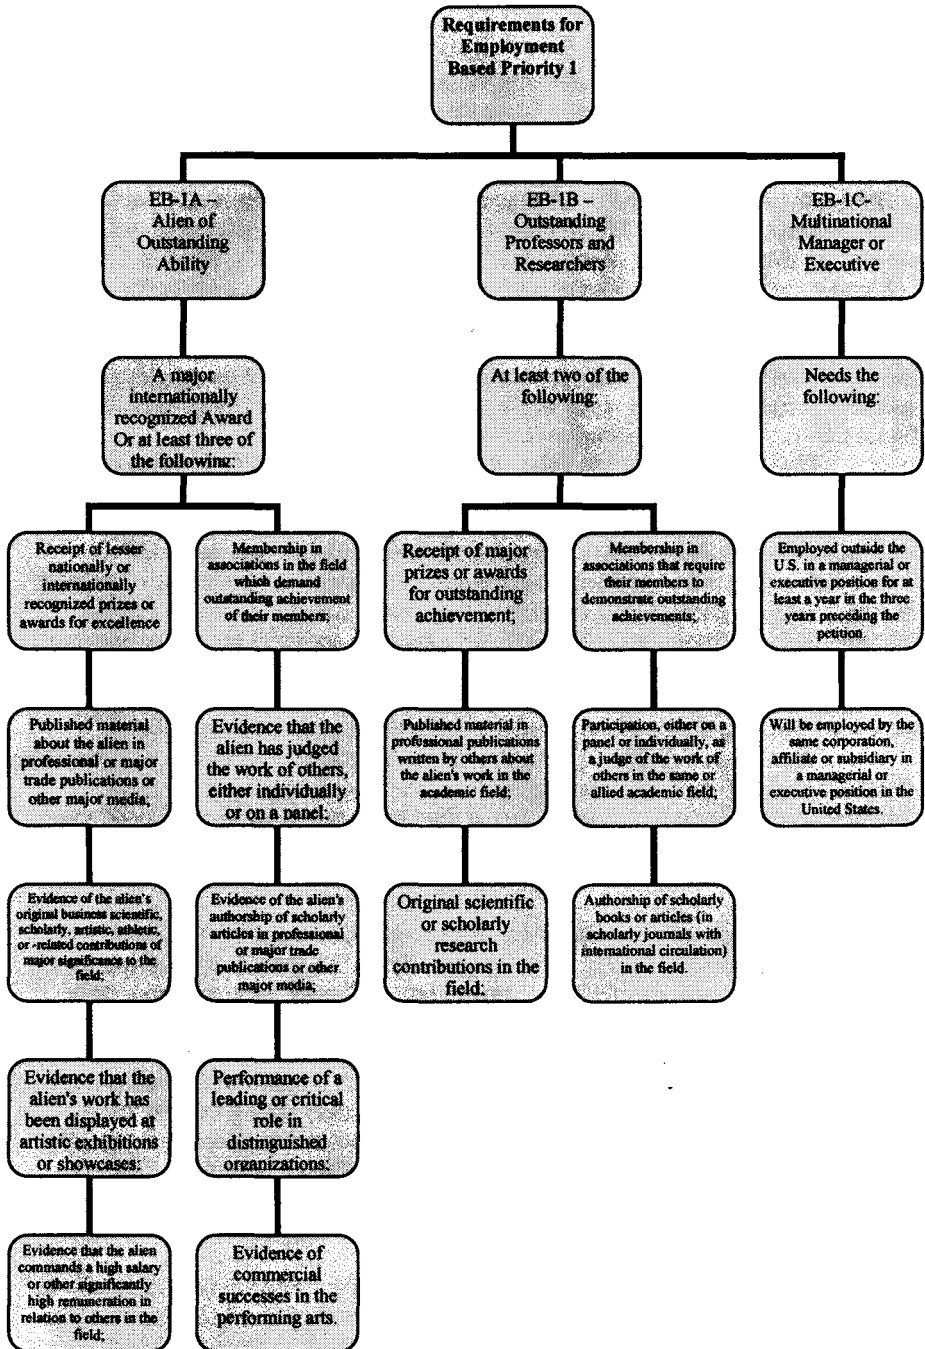 Requirements for
Employment
Based Priority 1
EB-1A –
Alien of
Outstanding
Ability
EB-1B –
Outstanding
Professors and
Researchers
EB-1C-
Multinational
Manager or
Executive
A major
internationally
recognized Award
Or at least three of
the following:
At least two of the
following:
Needs the
following:
Receipt of lesser
nationally or
internationally
recognized prizes or
awards for excellence
Membership in
associations in the field
which demand
outstanding achievement
of their members;
Receipt of major
prizes or awards
for outstanding
achievement;
Membership in
associations that require
their members to
demonstrate outstanding
achievements;
Employed outside the
U.S. in a managerial or
executive position for at
least a year in the three
years preceding the
petition.
Published material
about the alien in
professional or major
trade publications or
other major media;
Evidence that the
alien has judged
the work of others,
either individually
or on a panel;
Published material in
professional publications
written by others about
the alien's work in the
academic field;
Participation, either on a
panel or individually, as
a judge of the work of
others in the same or
allied academic field;
Will be employed by the
same corporation,
affiliate or subsidiary in
a managerial or
executive position in the
United States.
Evidence of the alien's
original business scientific,
scholarly, artistic, athletic,
or -related contributions of
major significance to the
field;
Evidence of the alien's
authorship of scholarly
articles in professional
or major trade
publications or other
major media;
Original scientific
or scholarly
research
contributions in the
field;
Authorship of scholarly
books or articles (in
scholarly journals with
international circulation)
in the field.
Evidence that the
alien's work has
been displayed at
artistic exhibitions
or showcases;
Performance of a
leading or critical
role in
distinguished
organizations;
Evidence that the alien
commands a high salary
or other significantly
high remuneration in
relation to others in the
field;
Evidence of
commercial
successes in the
performing arts.